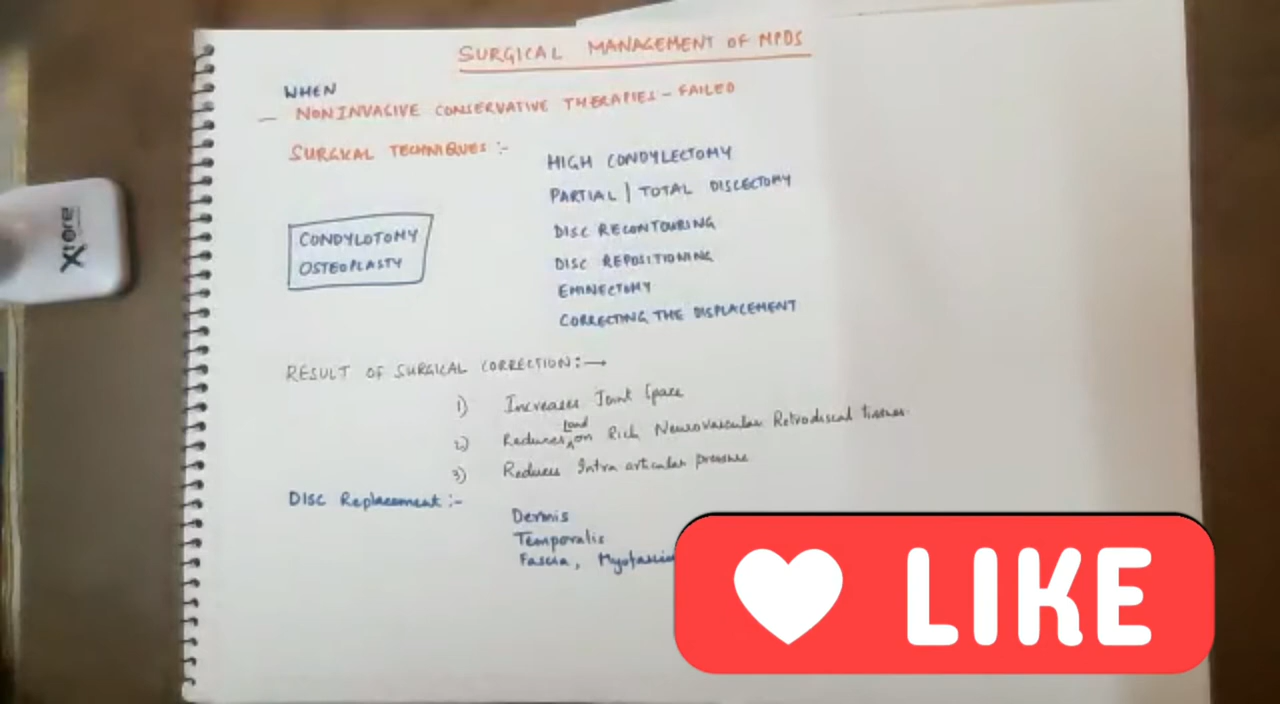 SURGICAL MANAGEMENT OF MPDS
WHEN
— NONINVASIVE CONSERVATIVE THERAPIES - FAILED
SURGICAL TECHNIQUES :-
HIGH CONDYLECTOMY
PARTIAL | TOTAL DISCECTOMY
DISC RECONTOURING
DISC REPOSITIONING
EMINECTOMY
CORRECTING THE DISPLACEMENT
CONDYLOTOMY
OSTEOPLASTY
RESULT OF SURGICAL CORRECTION :→
1) Increases Joint Space
2) Reduces Load on Rich Neurovascular Retrodiscal tissues
3) Reduces Intra articular pressure
DISC Replacement :-
Dermis
Temporalis
Fascia,
LIKE
Xtore